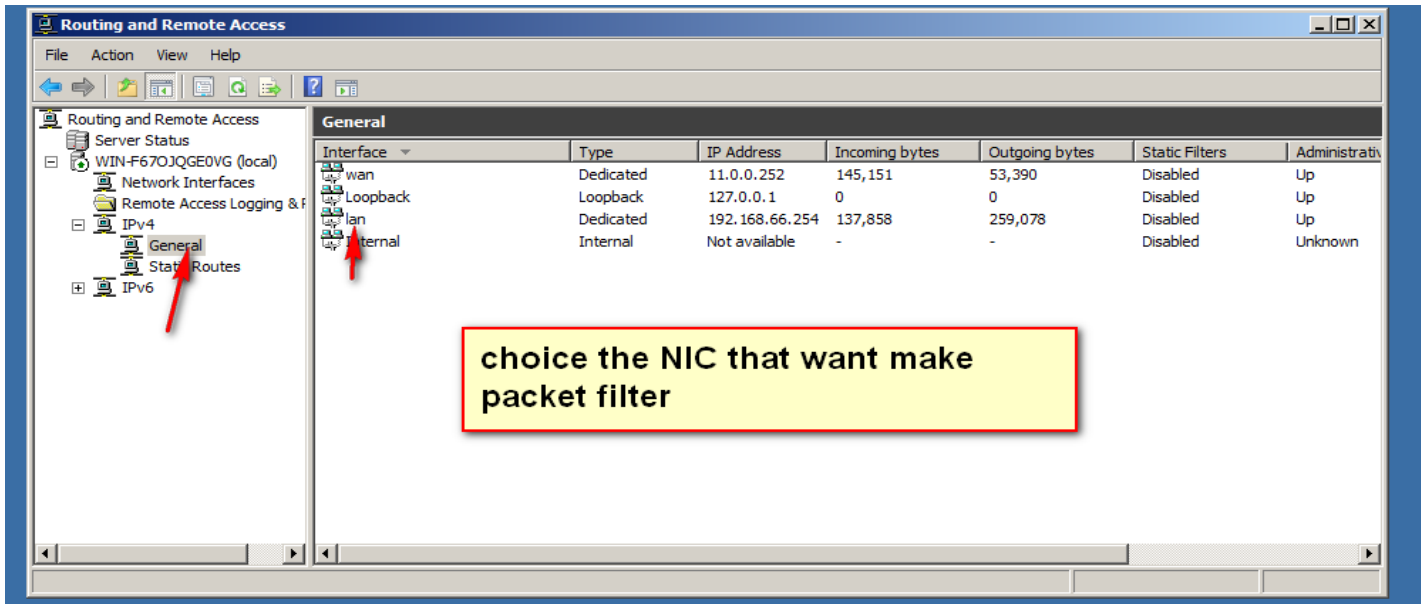 Routing and Remote Access
File Action View Help
Routing and Remote Access
Server Status
WIN-F67OJQGE0VG (local)
Network Interfaces
Remote Access Logging &
IPv4
General
Static Routes
IPv6
General
Interface Type IP Address Incoming bytes Outgoing bytes Static Filters Administrativ
wan Dedicated 11.0.0.252 145,151 53,390 Disabled Up
Loopback Loopback 127.0.0.1 0 0 Disabled Up
lan Dedicated 192.168.66.254 137,858 259,078 Disabled Up
Internal Internal Not available - - Disabled Unknown
choice the NIC that want make
packet filter